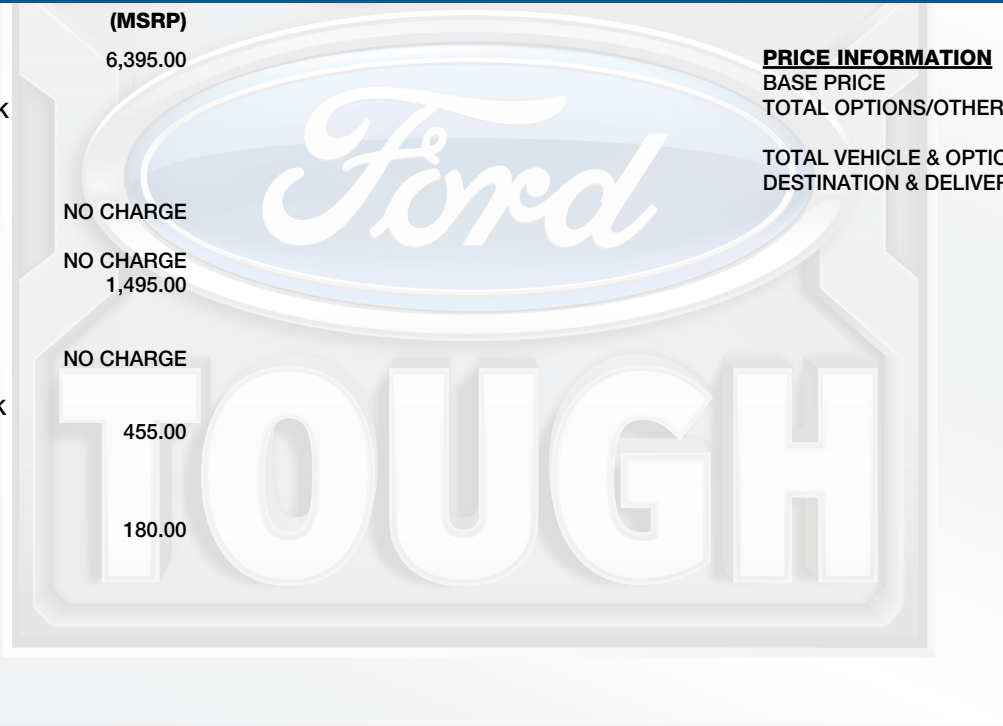 (MSRP)
6,395.00
K
NO CHARGE
NO CHARGE
1,495.00
NO CHARGE
K
455.00
180.00
PRICE INFORMATION
BASE PRICE
TOTAL OPTIONS/OTHER
TOTAL VEHICLE & OPTIO
DESTINATION & DELIVER
Ford
TOUGH